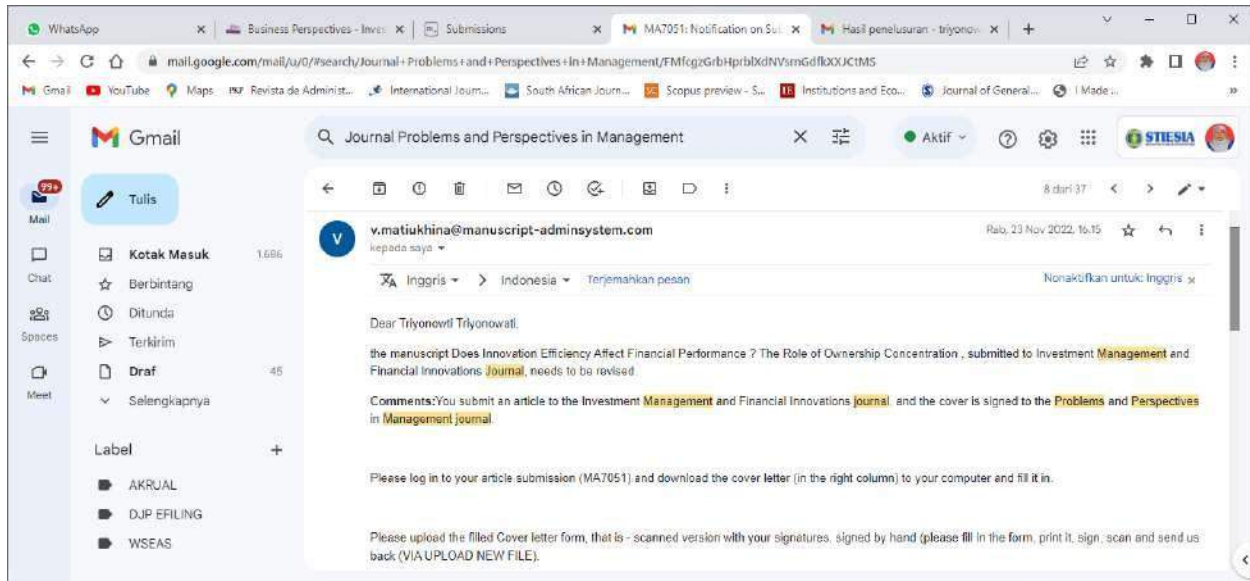 WhatsApp
Business Perspectives - Inves
Submissions
MA7051: Notification on Sub
Hasil penelusuran - triyonow
mail.google.com/mail/u/0/#search/Journal+Problems+and+Perspectives+in+Management/
Gmail
YouTube
Maps
Revista de Administ...
International Journ...
South African Journ...
Scopus preview - S...
Institutions and Eco...
Journal of General...
I Made ...
Gmail
Journal Problems and Perspectives in Management
Aktif
STIESIA
99+
Mail
Chat
Spaces
Meet
Tulis
Kotak Masuk 1.686
Berbintang
Ditunda
Terkirim
Draf 45
Selengkapnya
Label
AKRUAL
DJP EFILING
WSEAS
8 dari 37
V
v.matiukhina@manuscript-adminsystem.com
Rab, 23 Nov 2022, 16.15
kepada saya
Inggris > Indonesia Terjemahkan pesan
Nonaktifkan untuk: Inggris x
Dear Triyonowti Triyonowati,
the manuscript Does Innovation Efficiency Affect Financial Performance ? The Role of Ownership Concentration , submitted to Investment Management and
Financial Innovations Journal, needs to be revised.
Comments:You submit an article to the Investment Management and Financial Innovations journal, and the cover is signed to the Problems and Perspectives
in Management journal.
Please log in to your article submission (MA7051) and download the cover letter (in the right column) to your computer and fill it in.
Please upload the filled Cover letter form, that is - scanned version with your signatures, signed by hand (please fill in the form, print it, sign, scan and send us
back (VIA UPLOAD NEW FILE).